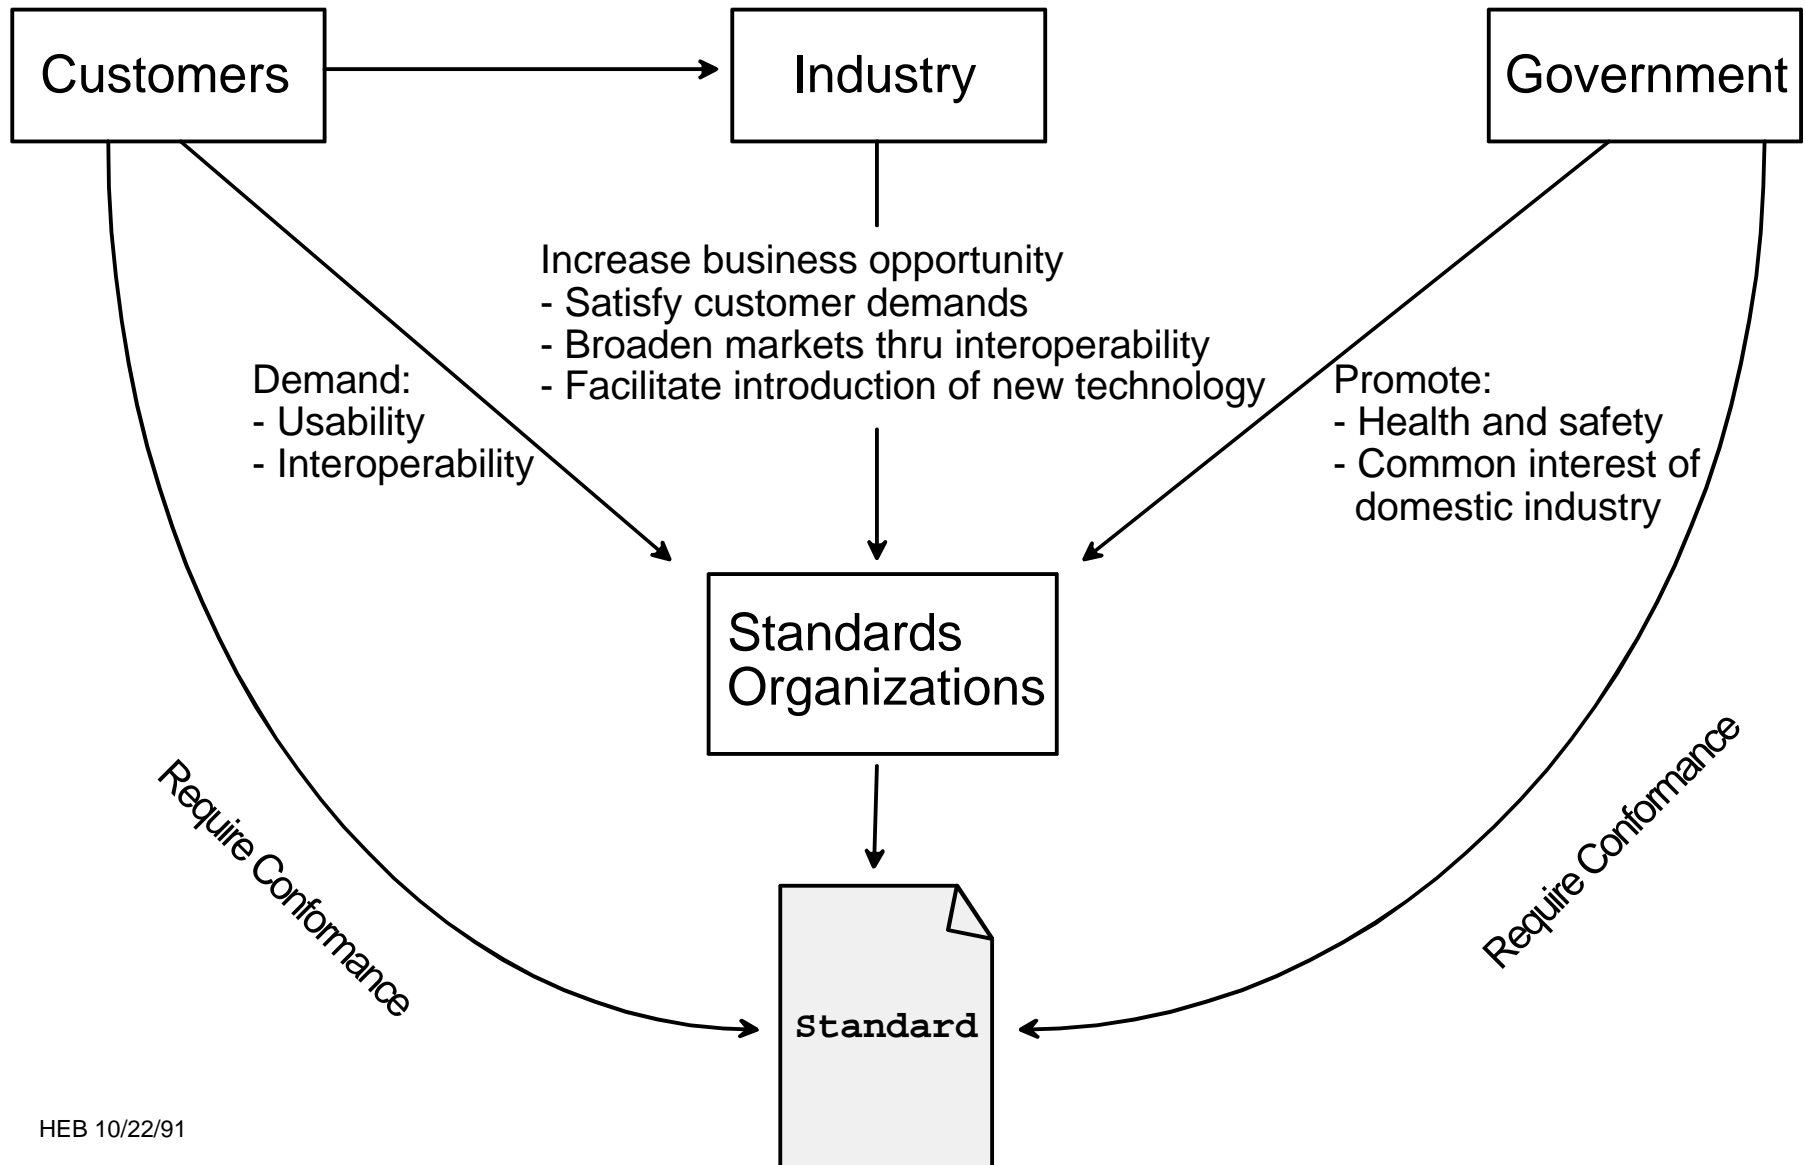 Customers
Industry
Government
Increase business opportunity
- Satisfy customer demands
- Broaden markets thru interoperability
- Facilitate introduction of new technology
Demand:
- Usability
- Interoperability
Promote:
- Health and safety
- Common interest of
domestic industry
Standards
Organizations
Require Conformance
Require Conformance
Standard
HEB 10/22/91